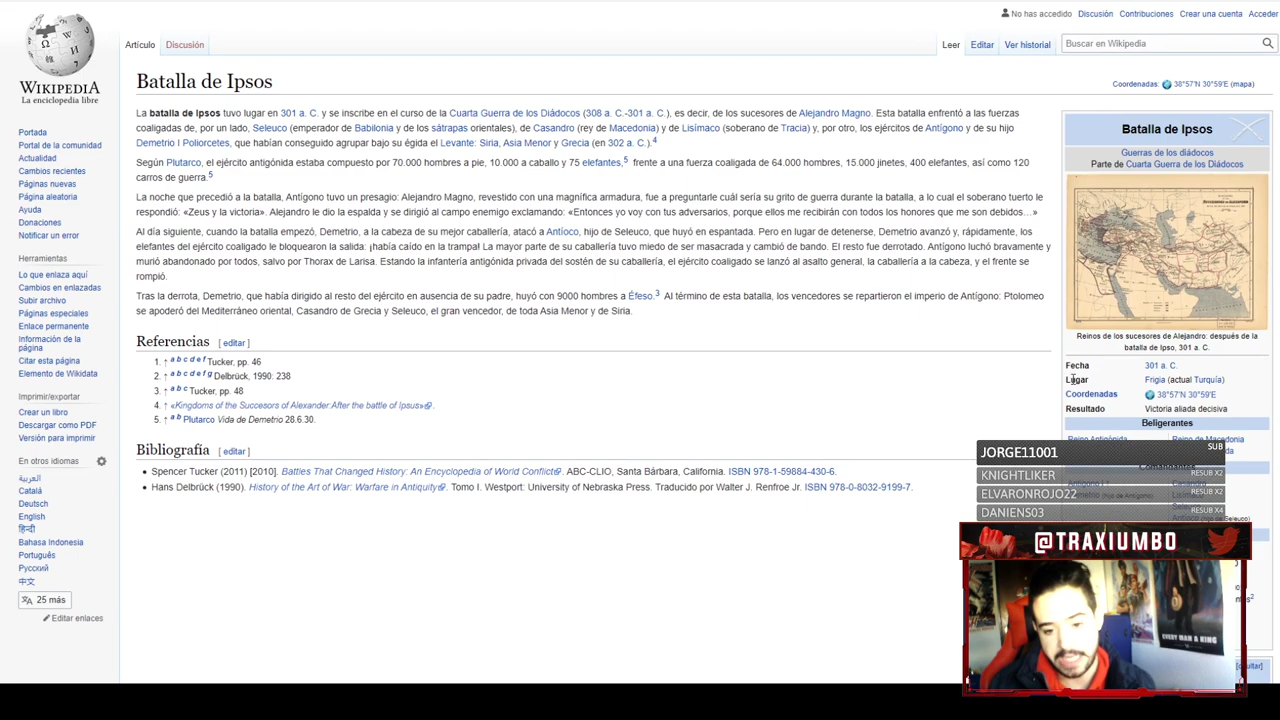 No has accedido Discusión Contribuciones Crear una cuenta Acceder
Artículo Discusión Leer Editar Ver historial Buscar en Wikipedia
WIKIPEDIA
La enciclopedia libre
Portada
Portal de la comunidad
Actualidad
Cambios recientes
Páginas nuevas
Página aleatoria
Ayuda
Donaciones
Notificar un error
Herramientas
Lo que enlaza aquí
Cambios en enlazadas
Subir archivo
Páginas especiales
Enlace permanente
Información de la
página
Citar esta página
Elemento de Wikidata
Imprimir/exportar
Crear un libro
Descargar como PDF
Versión para imprimir
En otros idiomas
العربية
Català
Deutsch
English
हिन्दी
Bahasa Indonesia
Português
Русский
中文
25 más
Editar enlaces
Batalla de Ipsos
Coordenadas: 38°57′N 30°59′E (mapa)
La batalla de Ipsos tuvo lugar en 301 a. C. y se inscribe en el curso de la Cuarta Guerra de los Diádocos (308 a. C.-301 a. C.), es decir, de los sucesores de Alejandro Magno. Esta batalla enfrentó a las fuerzas
coaligadas de, por un lado, Seleuco (emperador de Babilonia y de los sátrapas orientales), de Casandro (rey de Macedonia) y de Lisímaco (soberano de Tracia) y, por otro, los ejércitos de Antígono y de su hijo
Demetrio I Poliorcetes, que habían conseguido agrupar bajo su égida el Levante: Siria, Asia Menor y Grecia (en 302 a. C.).4
Según Plutarco, el ejército antigónida estaba compuesto por 70.000 hombres a pie, 10.000 a caballo y 75 elefantes,5 frente a una fuerza coaligada de 64.000 hombres, 15.000 jinetes, 400 elefantes, así como 120
carros de guerra.5
La noche que precedió a la batalla, Antígono tuvo un presagio: Alejandro Magno, revestido con una magnífica armadura, fue a preguntarle cuál sería su grito de guerra durante la batalla, a lo cual el soberano tuerto le
respondió: «Zeus y la victoria». Alejandro le dio la espalda y se dirigió al campo enemigo exclamando: «Entonces yo voy con tus adversarios, porque ellos me recibirán con todos los honores que me son debidos...»
Al día siguiente, cuando la batalla empezó, Demetrio, a la cabeza de su mejor caballería, atacó a Antíoco, hijo de Seleuco, que huyó en espantada. Pero en lugar de detenerse, Demetrio avanzó y, rápidamente, los
elefantes del ejército coaligado le bloquearon la salida: ¡había caído en la trampa! La mayor parte de su caballería tuvo miedo de ser masacrada y cambió de bando. El resto fue derrotado. Antígono luchó bravamente y
murió abandonado por todos, salvo por Thorax de Larisa. Estando la infantería antigónida privada del sostén de su caballería, el ejército coaligado se lanzó al asalto general, la caballería a la cabeza, y el frente se
rompió.
Tras la derrota, Demetrio, que había dirigido al resto del ejército en ausencia de su padre, huyó con 9000 hombres a Éfeso.3 Al término de esta batalla, los vencedores se repartieron el imperio de Antígono: Ptolomeo
se apoderó del Mediterráneo oriental, Casandro de Grecia y Seleuco, el gran vencedor, de toda Asia Menor y de Siria.
Referencias [ editar ]
1. ↑ a b c d e f Tucker, pp. 46
2. ↑ a b c d e f g Delbrück, 1990: 238
3. ↑ a b c Tucker, pp. 48
4. ↑ «Kingdoms of the Succesors of Alexander:After the battle of Ipsus».
5. ↑ a b Plutarco Vida de Demetrio 28.6.30.
Bibliografía [ editar ]
Spencer Tucker (2011) [2010]. Battles That Changed History: An Encyclopedia of World Conflict. ABC-CLIO, Santa Bárbara, California. ISBN 978-1-59884-430-6.
Hans Delbrück (1990). History of the Art of War: Warfare in Antiquity. Tomo I. Westport: University of Nebraska Press. Traducido por Walter J. Renfroe Jr. ISBN 978-0-8032-9199-7.
Batalla de Ipsos
Guerras de los diádocos
Parte de Cuarta Guerra de los Diádocos
Reinos de los sucesores de Alejandro: después de la
batalla de Ipso, 301 a. C.
Fecha 301 a. C.
Lugar Frigia (actual Turquía)
Coordenadas 38°57′N 30°59′E
Resultado Victoria aliada decisiva
Beligerantes
Reino Antigónida Reino de Macedonia
JORGE11001 SUB
KNIGHTLIKER RESUB X2
ELVARONROJO22 RESUB X2
DANIENS03 RESUB X4
@TRAXIUMBO
EVERY MAN A KING
[ocultar]